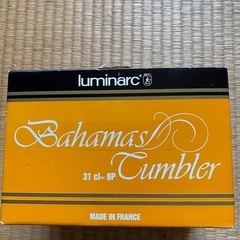 luminarc
Bahamas
Tumbler
31 cl~ 6P
MADE IN FRANCE